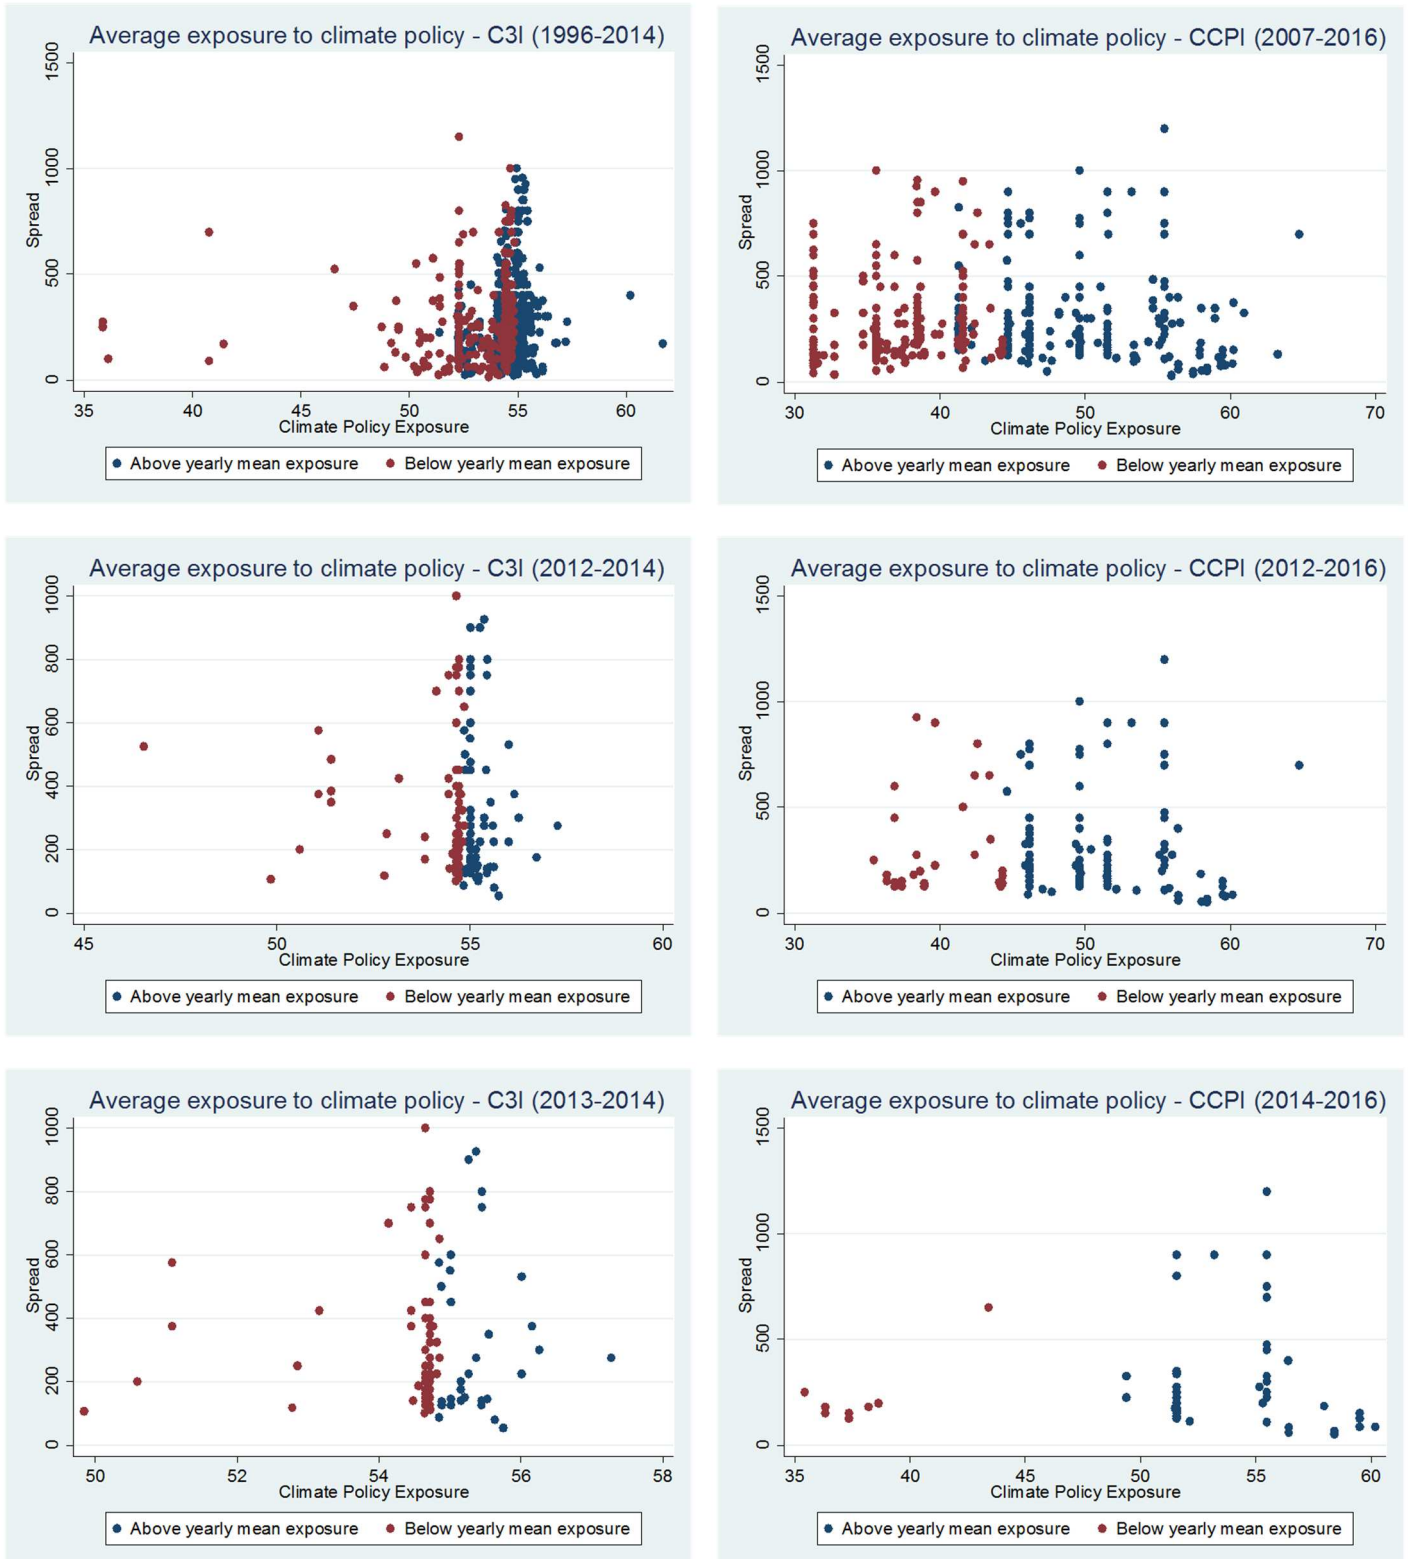 Average exposure to climate policy - C3I (1996-2014)
1500
1000
500
0
Spread
35 40 45 50 55 60
Climate Policy Exposure
Above yearly mean exposure Below yearly mean exposure
Average exposure to climate policy - CCPI (2007-2016)
1500
1000
500
0
Spread
30 40 50 60 70
Climate Policy Exposure
Above yearly mean exposure Below yearly mean exposure
Average exposure to climate policy - C3I (2012-2014)
1000
800
600
400
200
0
Spread
45 50 55 60
Climate Policy Exposure
Above yearly mean exposure Below yearly mean exposure
Average exposure to climate policy - CCPI (2012-2016)
1500
1000
500
0
Spread
30 40 50 60 70
Climate Policy Exposure
Above yearly mean exposure Below yearly mean exposure
Average exposure to climate policy - C3I (2013-2014)
1000
800
600
400
200
0
Spread
50 52 54 56 58
Climate Policy Exposure
Above yearly mean exposure Below yearly mean exposure
Average exposure to climate policy - CCPI (2014-2016)
1500
1000
500
0
Spread
35 40 45 50 55 60
Climate Policy Exposure
Above yearly mean exposure Below yearly mean exposure